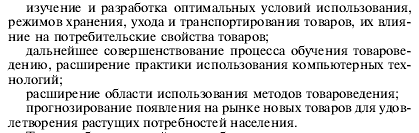 изучение и разработка оптимальных условий использования,
режимов хранения, ухода и транспортирования товаров, их влия-
ние на потребительские свойства товаров;
дальнейшее совершенствование процесса обучения товарове-
дению, расширение практики использования компьютерных тех-
нологий;
расширение области использования методов товароведения;
прогнозирование появления на рынке новых товаров для удов-
летворения растущих потребностей населения.